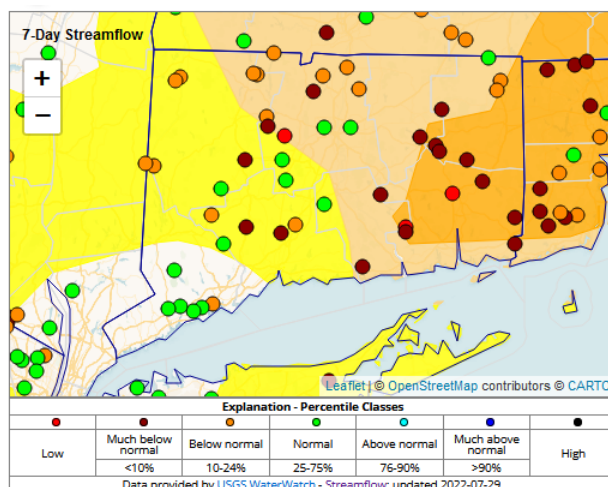 7-Day Streamflow
+
−
Leaflet | © OpenStreetMap contributors © CARTO
Explanation - Percentile Classes
Low
Much below normal
Below normal
Normal
Above normal
Much above normal
High
<10%
10-24%
25-75%
76-90%
>90%
Data provided by USGS WaterWatch - Streamflow: updated 2022-07-29